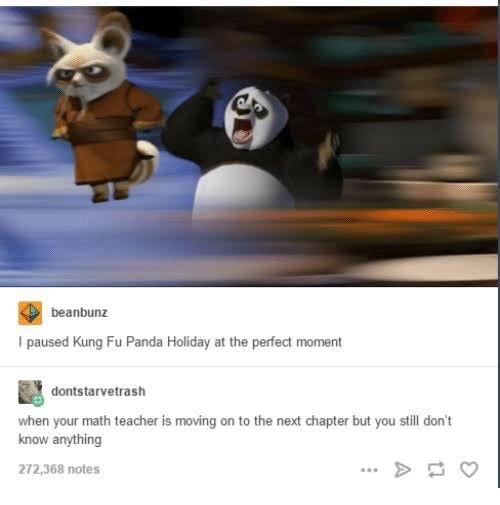 beanbunz
I paused Kung Fu Panda Holiday at the perfect moment
dontstarvetrash
when your math teacher is moving on to the next chapter but you still don't
know anything
272,368 notes